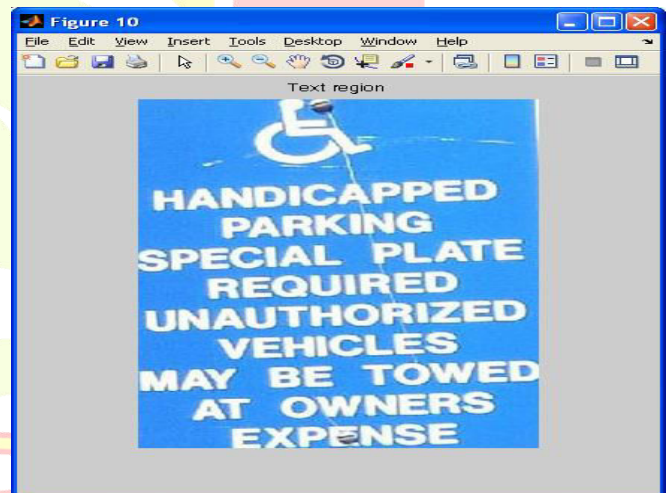 Figure 10
File Edit View Insert Tools Desktop Window Help
Text region
HANDICAPPED
PARKING
SPECIAL PLATE
REQUIRED
UNAUTHORIZED
VEHICLES
MAY BE TOWED
AT OWNERS
EXPENSE